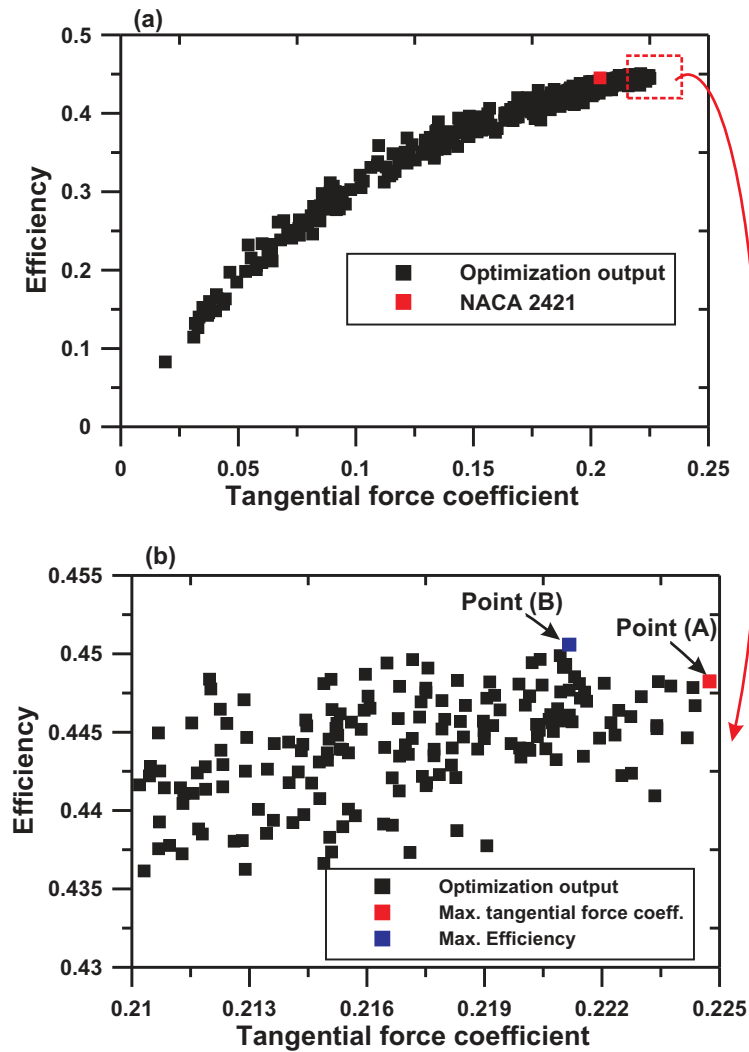 (a)
0.5
0.4
0.3
0.2
0.1
0
Efficiency
Optimization output
NACA 2421
0 0.05 0.1 0.15 0.2 0.25
Tangential force coefficient
(b)
0.455
0.45
0.445
0.44
0.435
0.43
Efficiency
Point (B)
Point (A)
Optimization output
Max. tangential force coeff.
Max. Efficiency
0.21 0.213 0.216 0.219 0.222 0.225
Tangential force coefficient